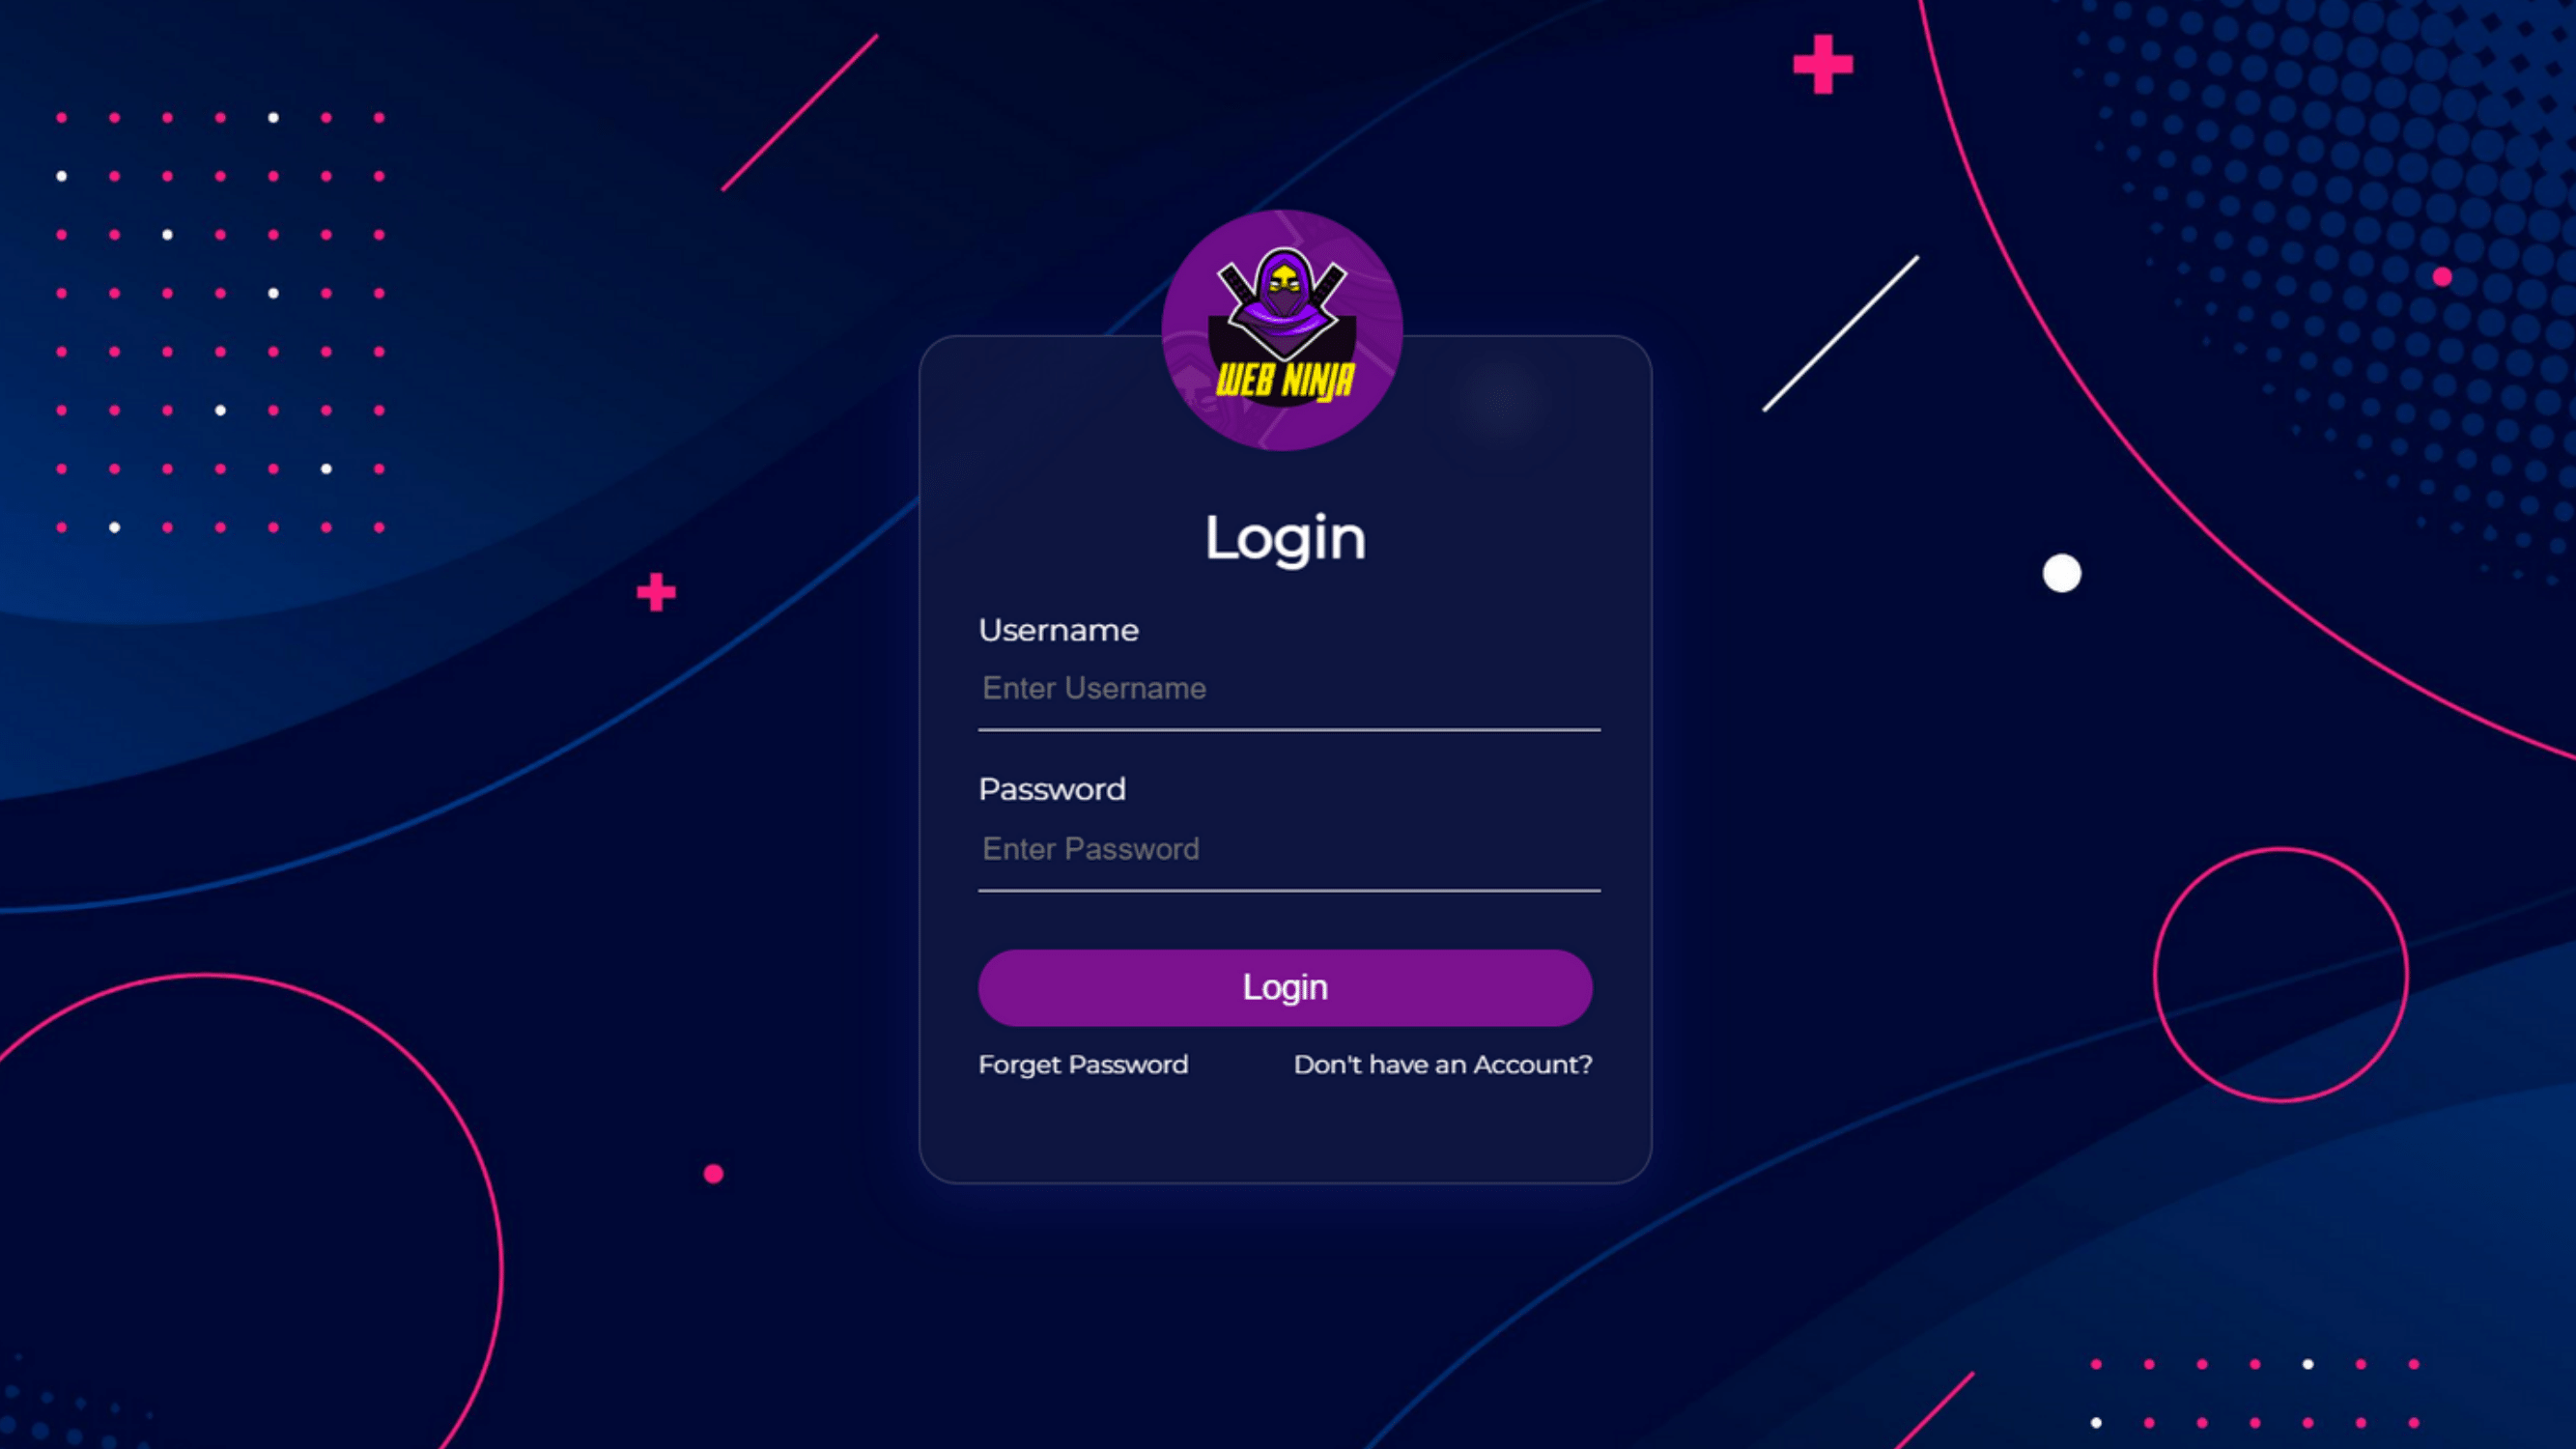 WEB NINJA
Login
Username
Enter Username
Password
Enter Password
Login
Forget Password
Don't have an Account?